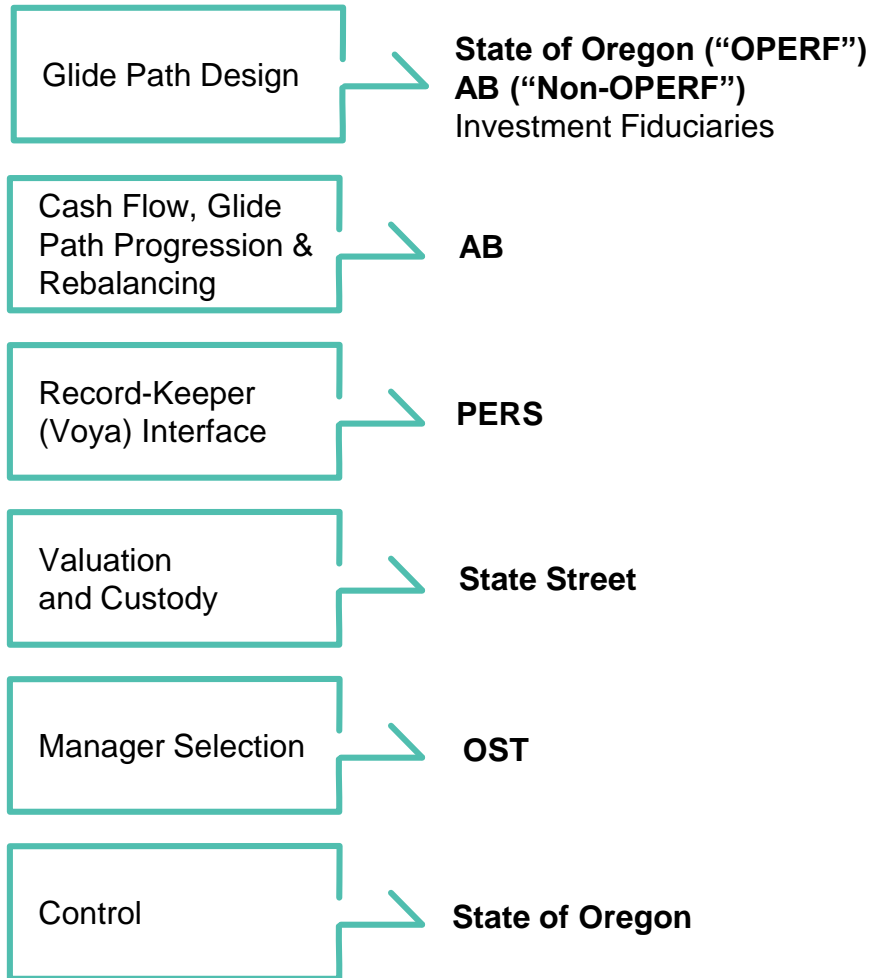 Glide Path Design
State of Oregon (“OPERF”)
AB (“Non-OPERF”)
Investment Fiduciaries
Cash Flow, Glide
Path Progression &
Rebalancing
AB
Record-Keeper
(Voya) Interface
PERS
Valuation
and Custody
State Street
Manager Selection
OST
Control
State of Oregon